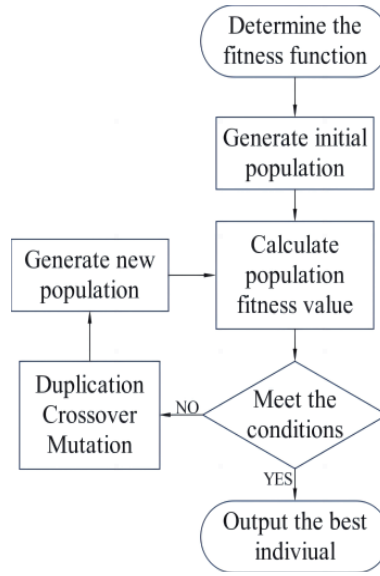 Determine the
fitness function
Generate initial
population
Calculate
population
fitness value
Generate new
population
Duplication
Crossover
Mutation
NO
Meet the
conditions
YES
Output the best
indiviual